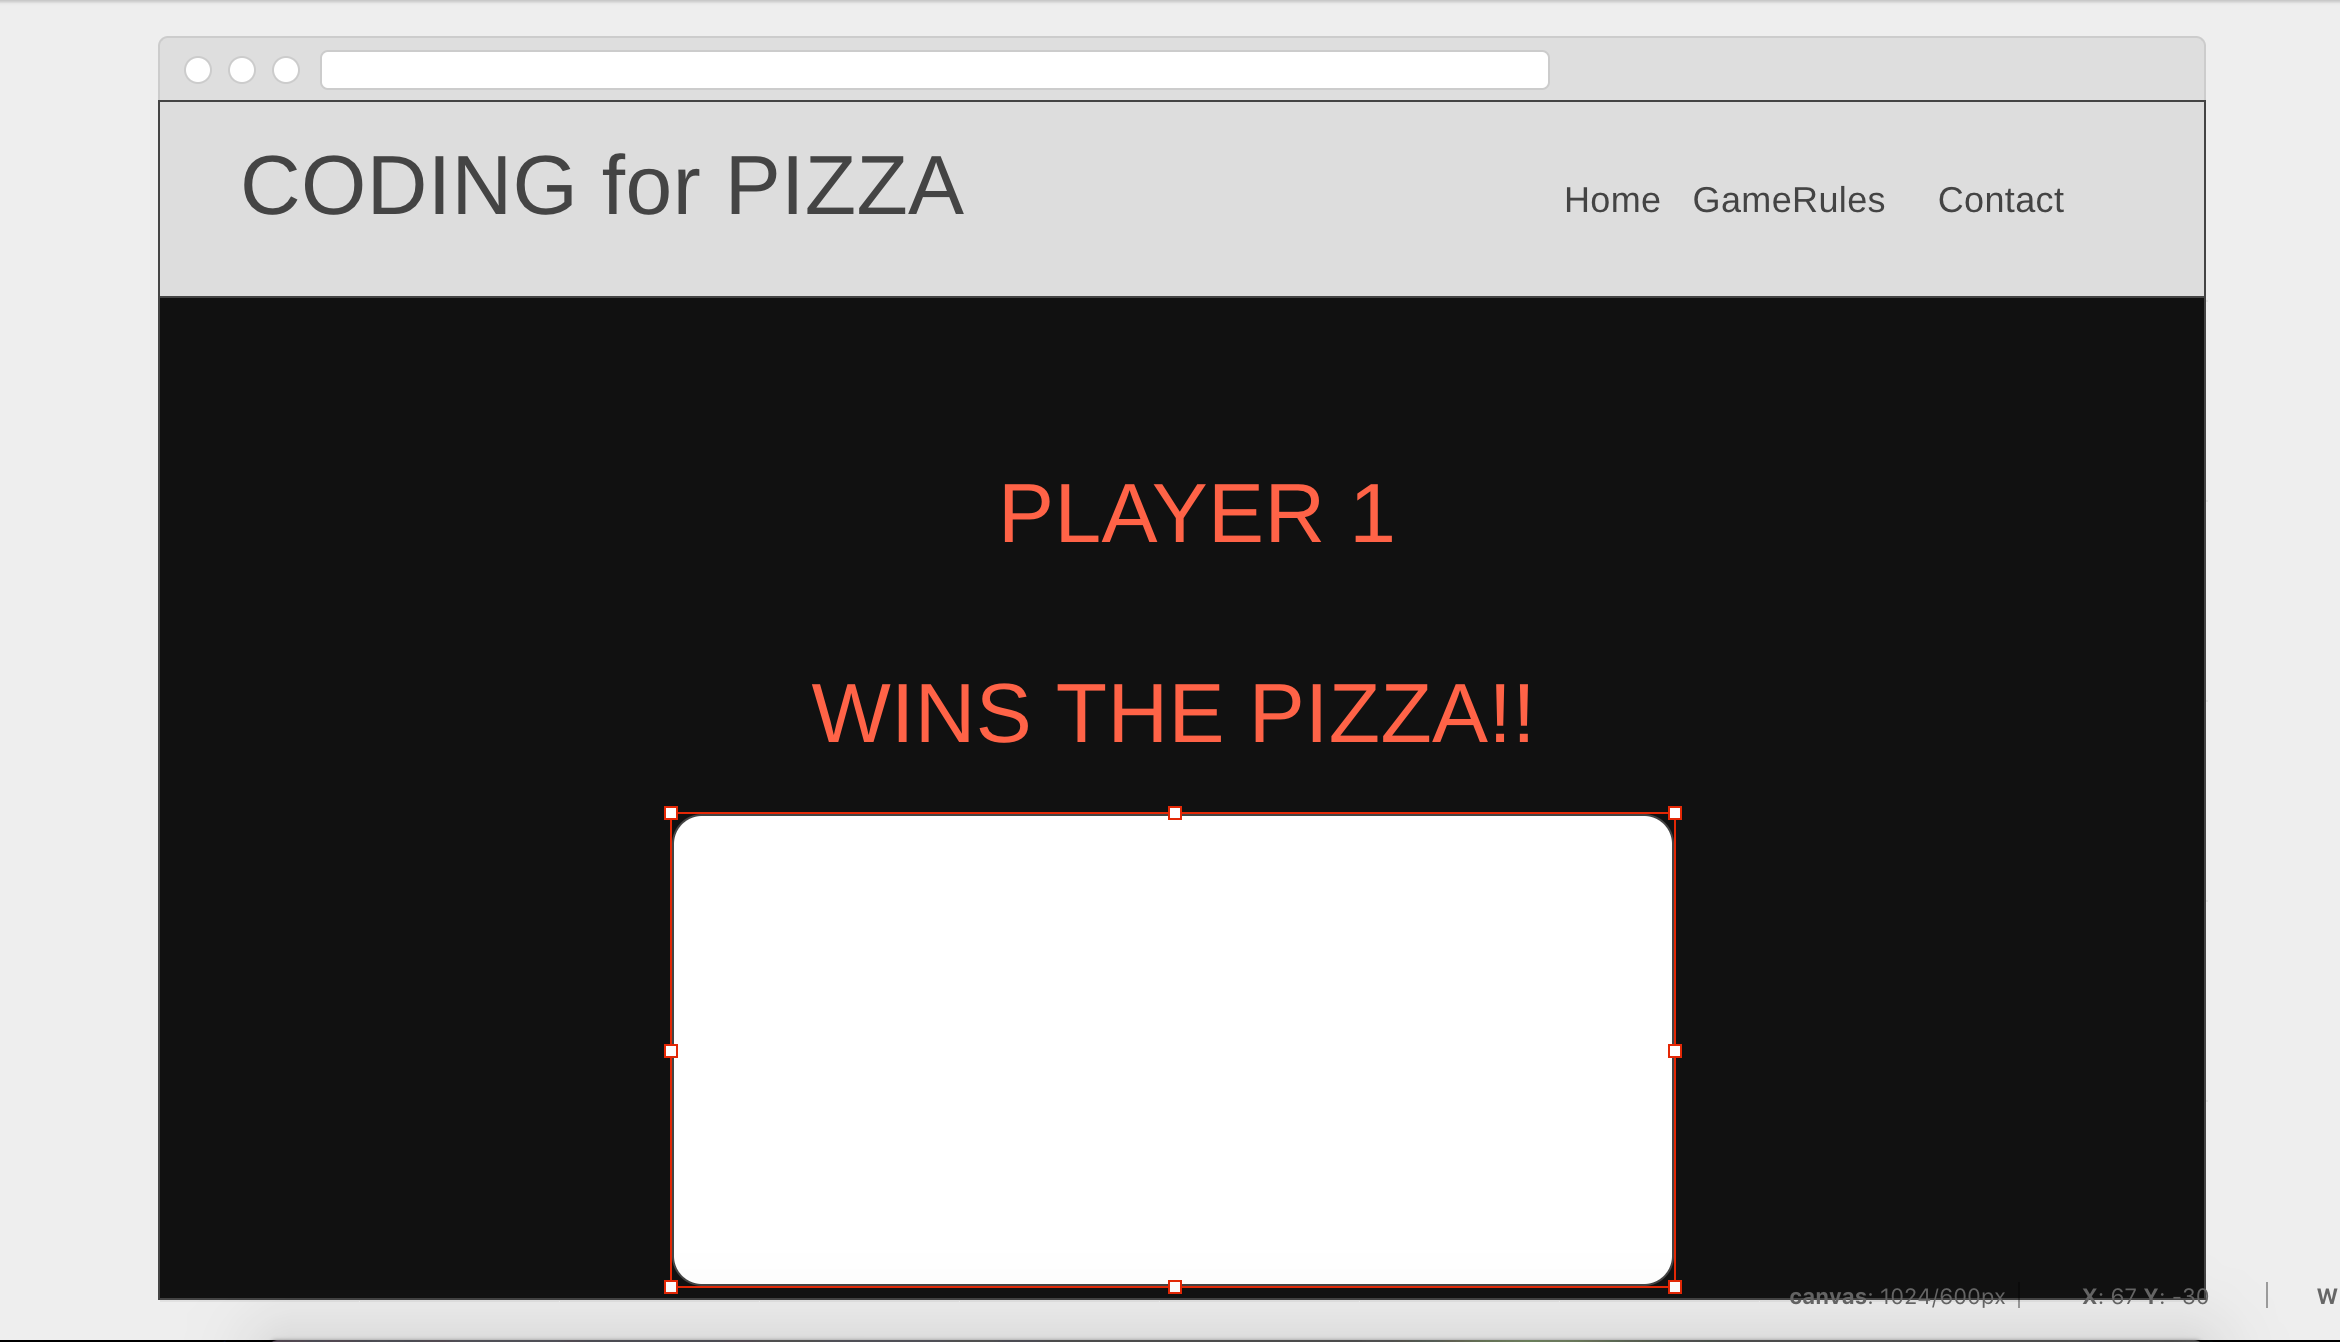 CODING for PIZZA
Home GameRules Contact
PLAYER 1
WINS THE PIZZA!!
canvas: 1024/600px | X: 67 Y: -30 | W